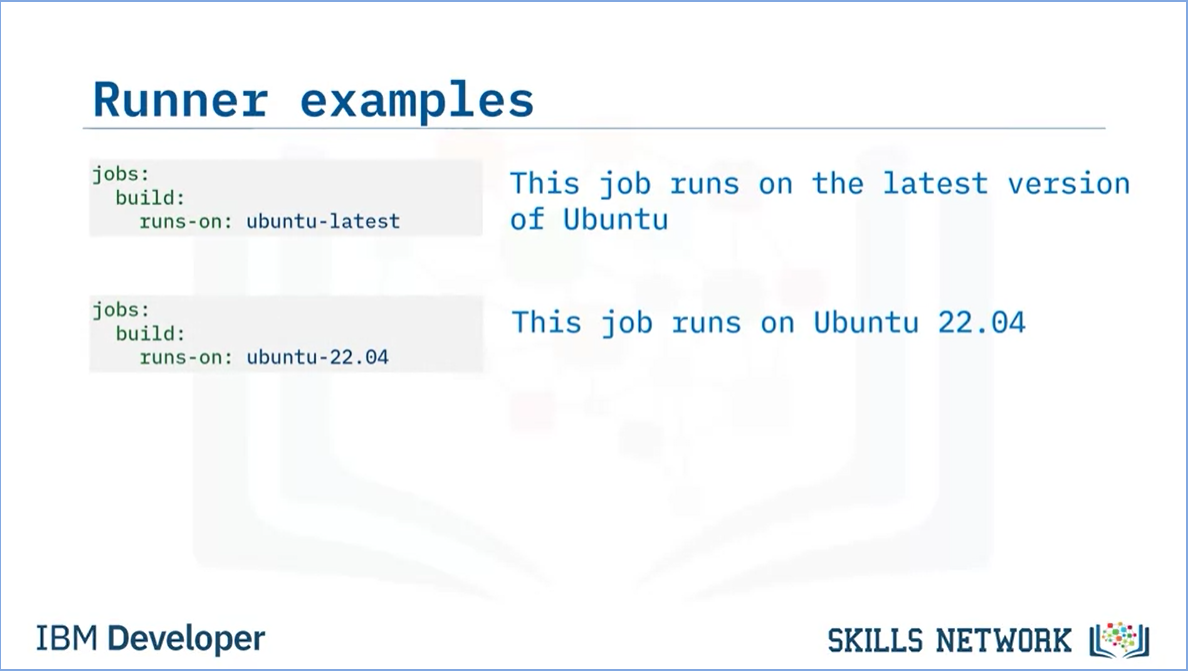 Runner examples
jobs:
  build:
    runs-on: ubuntu-latest
This job runs on the latest version
of Ubuntu
jobs:
  build:
    runs-on: ubuntu-22.04
This job runs on Ubuntu 22.04
IBM Developer
SKILLS NETWORK